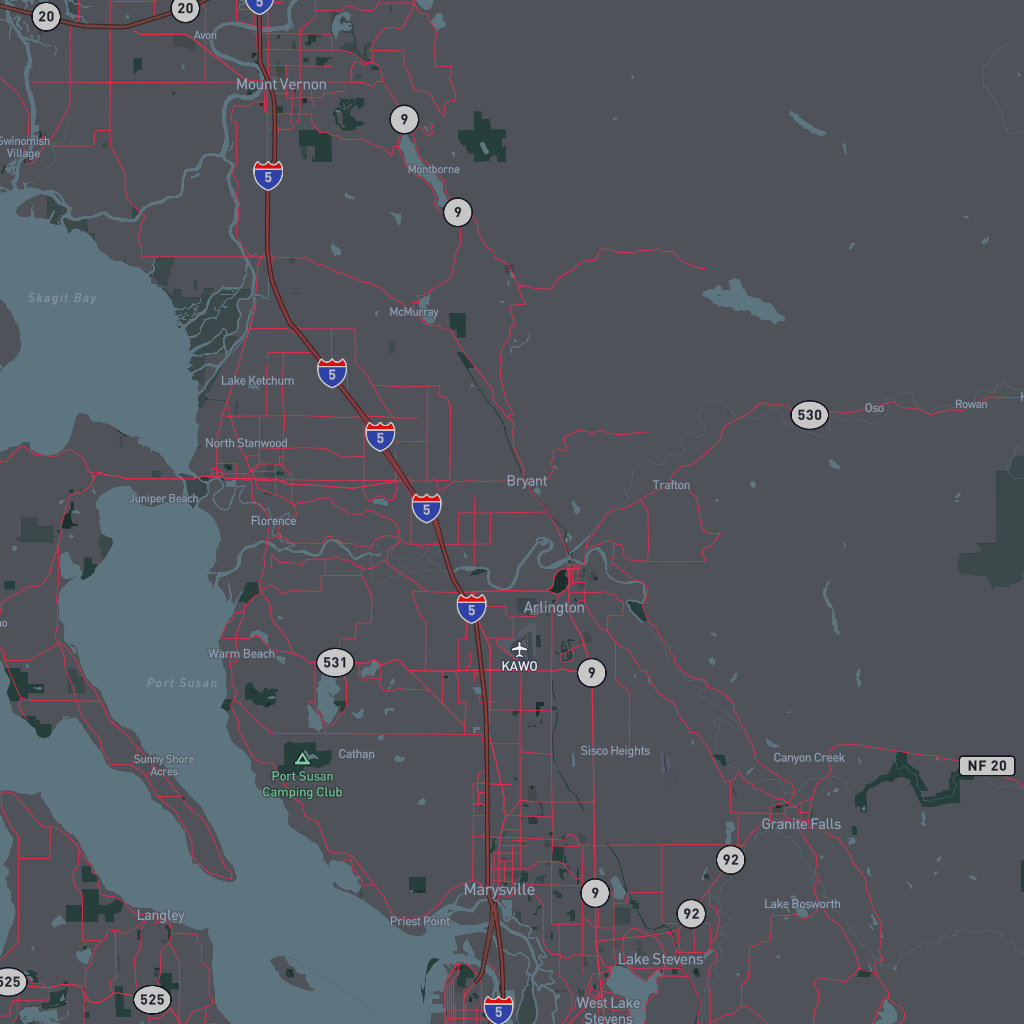 5
20
20
Avon
Mount Vernon
9
Swinomish
Village
Montborne
5
9
Skagit Bay
McMurray
5
Lake Ketchum
530
Oso
Rowan
H
5
North Stanwood
Bryant
Trafton
Juniper Beach
5
Florence
5
Arlington
Warm Beach
531
KAWO
9
Port Susan
Sisco Heights
Cathan
Canyon Creek
NF 20
Sunny Shore
Acres
Port Susan
Camping Club
Granite Falls
92
Marysville
9
92
Lake Bosworth
Langley
Priest Point
Lake Stevens
525
525
5
West Lake
Stevens